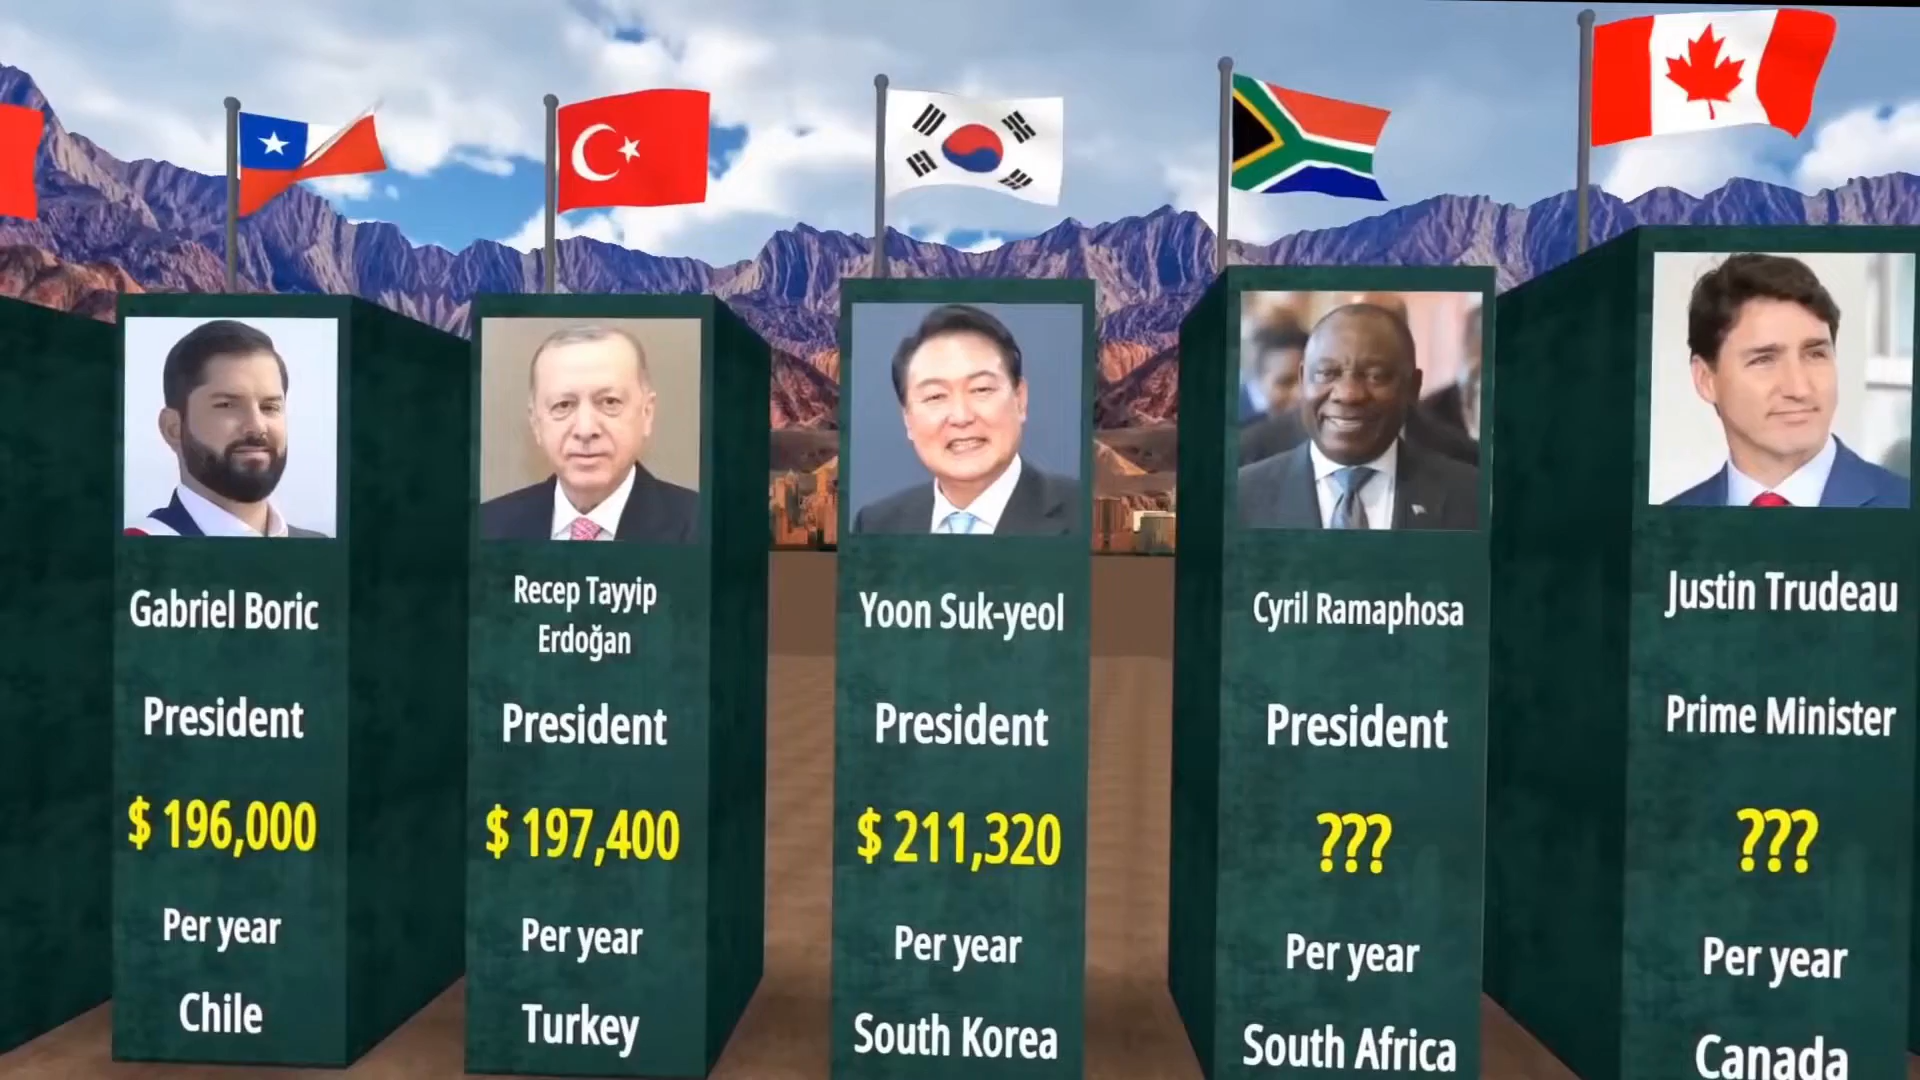 Gabriel Boric
President
$ 196,000
Per year
Chile
Recep Tayyip
Erdoğan
President
$ 197,400
Per year
Turkey
Yoon Suk-yeol
President
$ 211,320
Per year
South Korea
Cyril Ramaphosa
President
???
Per year
South Africa
Justin Trudeau
Prime Minister
???
Per year
Canada